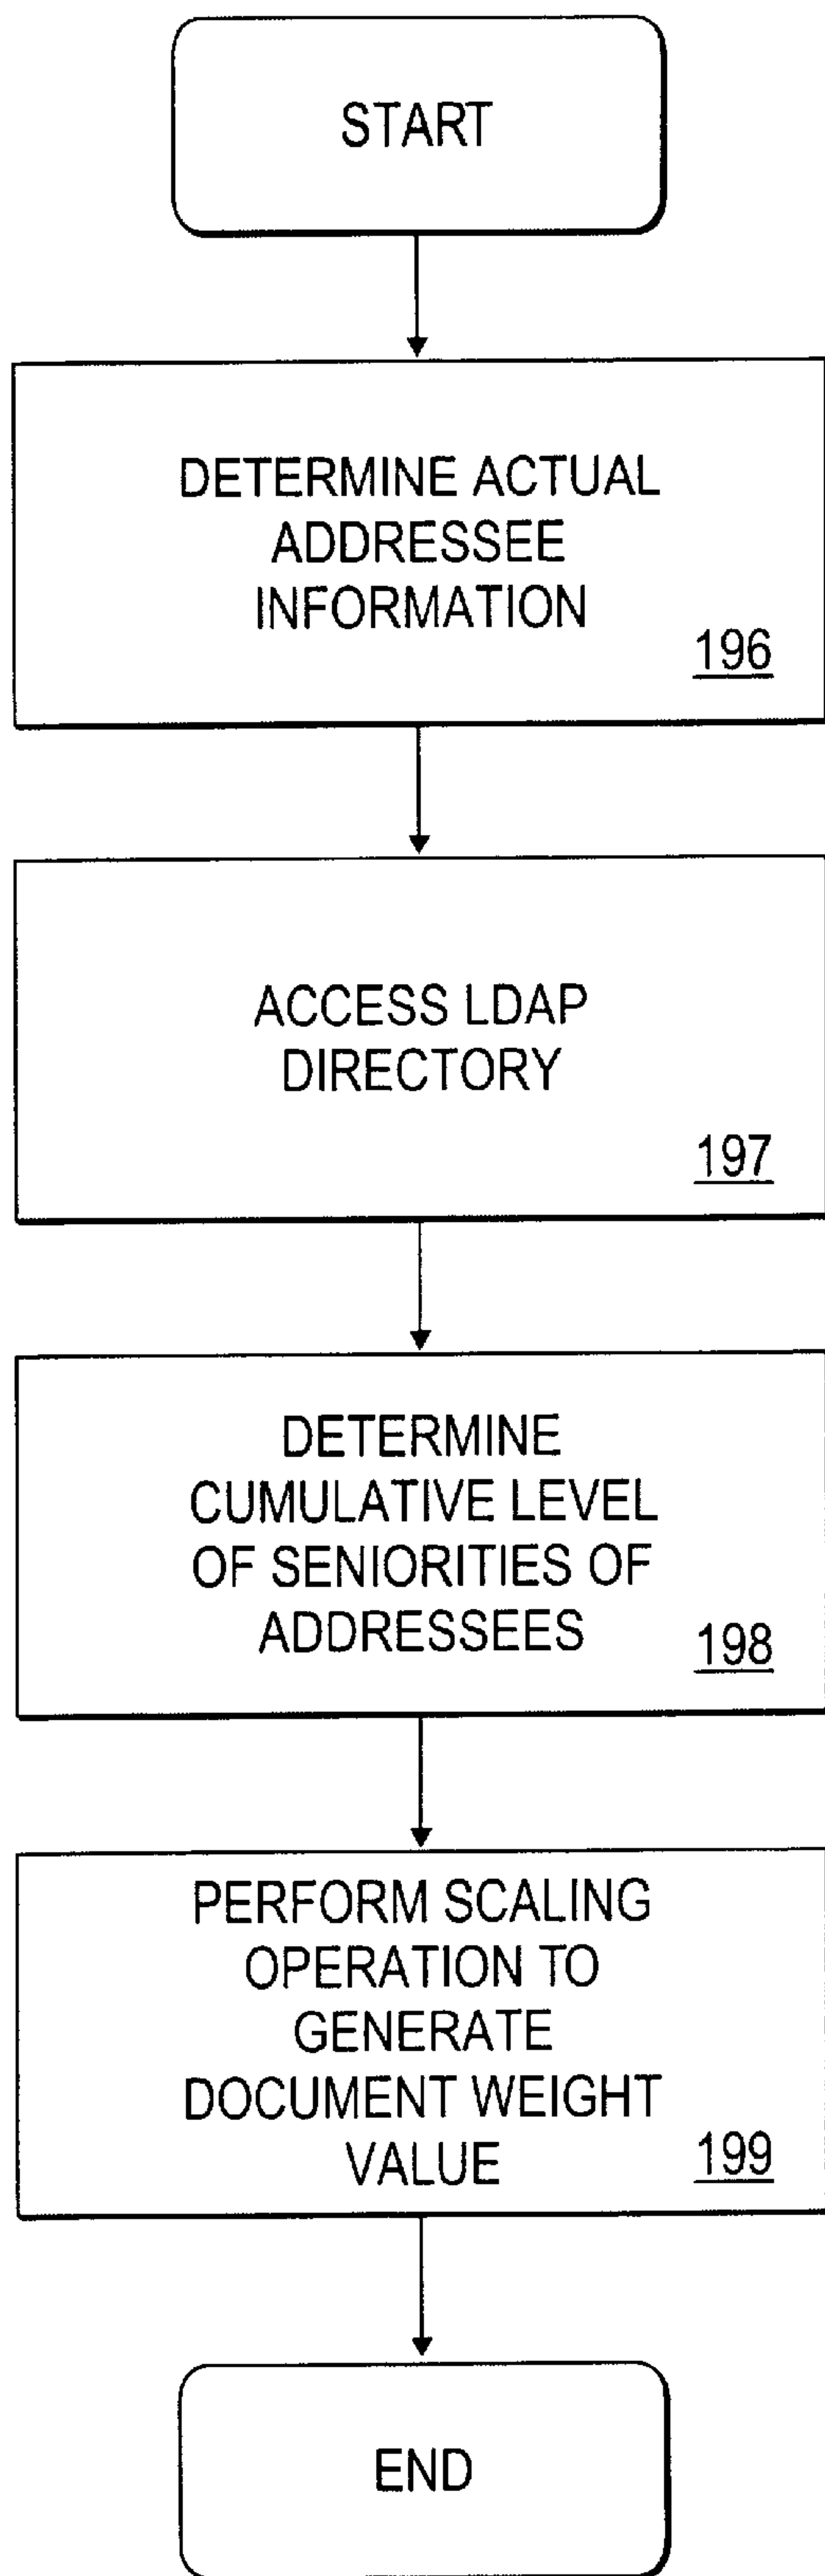 START
DETERMINE ACTUAL
ADDRESSEE
INFORMATION
196
ACCESS LDAP
DIRECTORY
197
DETERMINE
CUMULATIVE LEVEL
OF SENIORITIES OF
ADDRESSEES
198
PERFORM SCALING
OPERATION TO
GENERATE
DOCUMENT WEIGHT
VALUE
199
END